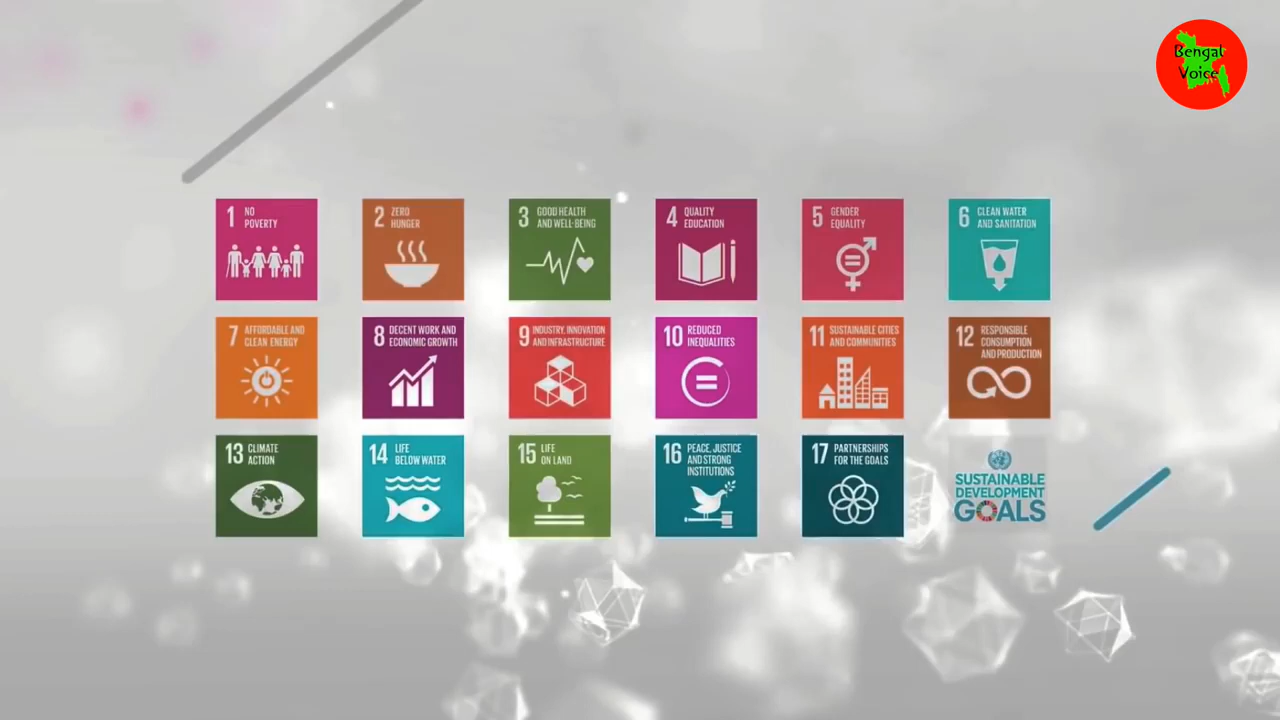 Bengal
Voice
1 NO
POVERTY
2 ZERO
HUNGER
3 GOOD HEALTH
AND WELL-BEING
4 QUALITY
EDUCATION
5 GENDER
EQUALITY
6 CLEAN WATER
AND SANITATION
7 AFFORDABLE AND
CLEAN ENERGY
8 DECENT WORK AND
ECONOMIC GROWTH
9 INDUSTRY, INNOVATION
AND INFRASTRUCTURE
10 REDUCED
INEQUALITIES
11 SUSTAINABLE CITIES
AND COMMUNITIES
12 RESPONSIBLE
CONSUMPTION
AND PRODUCTION
13 CLIMATE
ACTION
14 LIFE
BELOW WATER
15 LIFE
ON LAND
16 PEACE, JUSTICE
AND STRONG
INSTITUTIONS
17 PARTNERSHIPS
FOR THE GOALS
SUSTAINABLE
DEVELOPMENT
GOALS